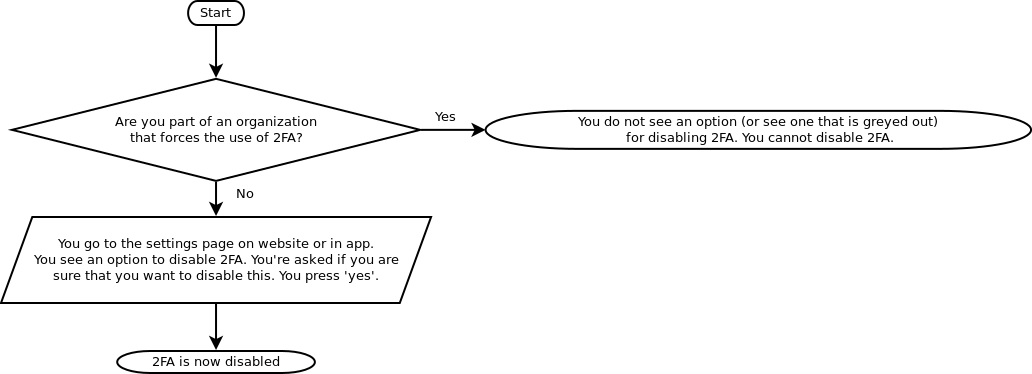 Start
Are you part of an organization
that forces the use of 2FA?
Yes
You do not see an option (or see one that is greyed out)
for disabling 2FA. You cannot disable 2FA.
No
You go to the settings page on website or in app.
You see an option to disable 2FA. You're asked if you are
sure that you want to disable this. You press 'yes'.
2FA is now disabled